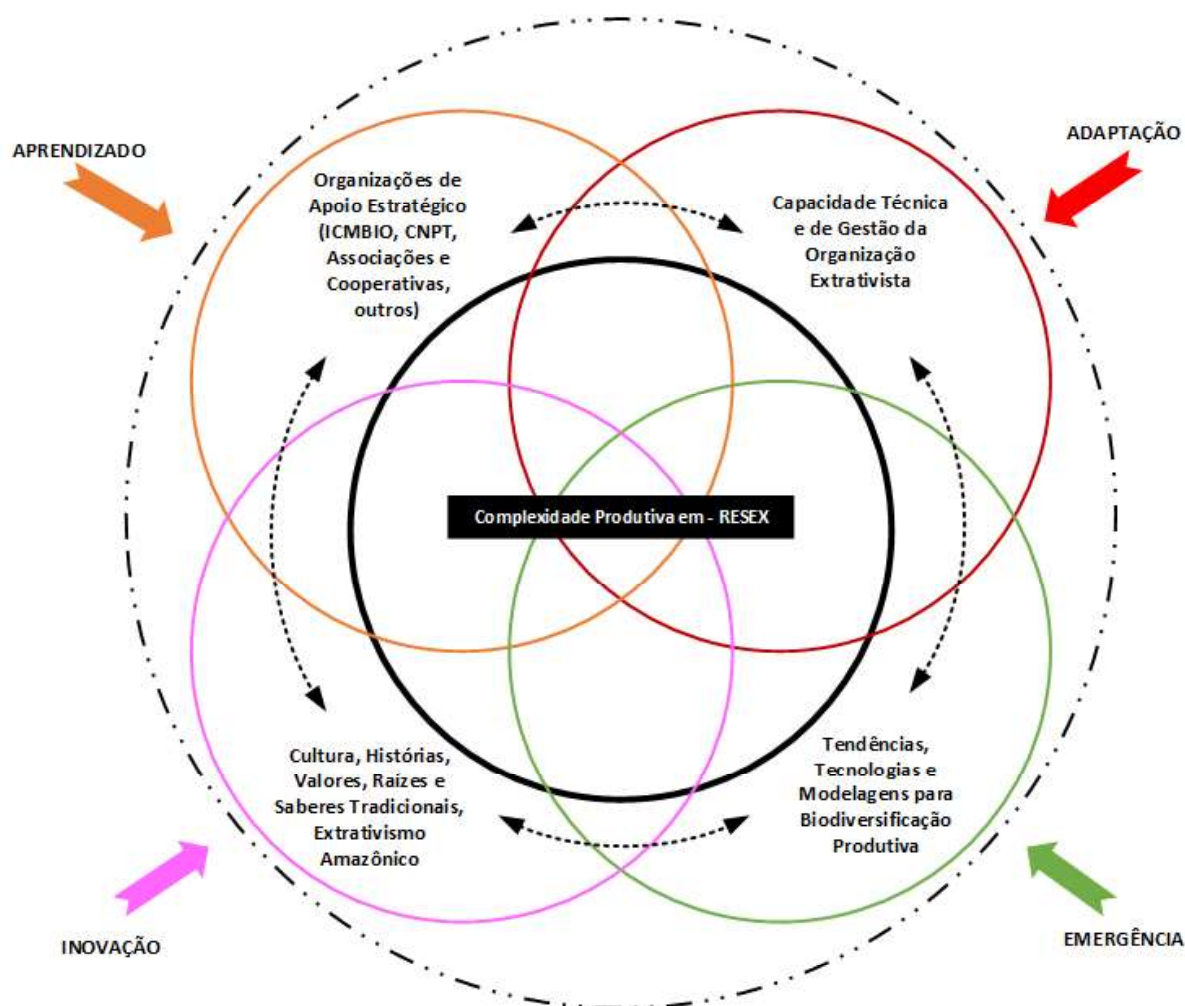 APRENDIZADO
ADAPTAÇÃO
Organizações de
Apoio Estratégico
(ICMBIO, CNPT,
Associações e
Cooperativas,
outros)
Capacidade Técnica
e de Gestão da
Organização
Extrativista
Complexidade Produtiva em - RESEX
Cultura, Histórias,
Valores, Raízes e
Saberes Tradicionais,
Extrativismo
Amazônico
Tendências,
Tecnologias e
Modelagens para
Biodiversificação
Produtiva
INOVAÇÃO
EMERGÊNCIA